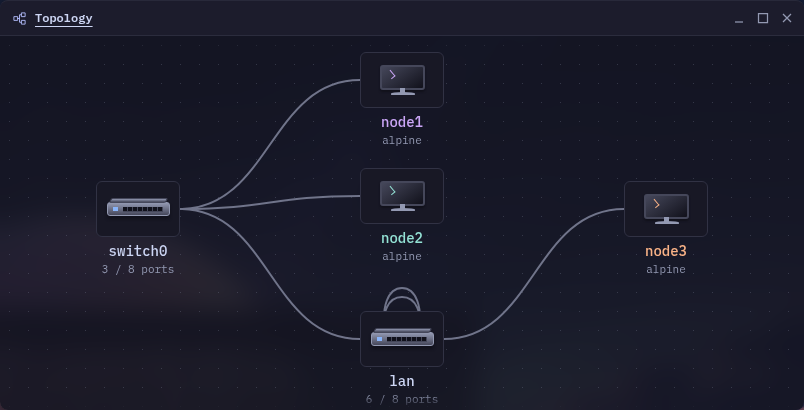 Topology
node1
alpine
node2
alpine
switch0
3 / 8 ports
node3
alpine
lan
6 / 8 ports